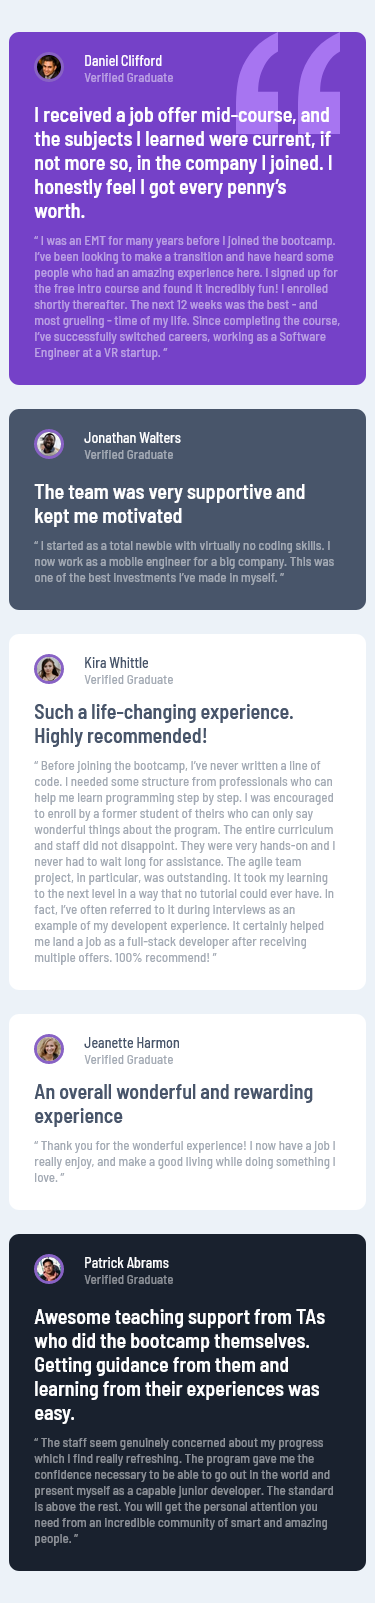 Daniel Clifford
Verified Graduate
I received a job offer mid-course, and
the subjects I learned were current, if
not more so, in the company I joined. I
honestly feel I got every penny’s
worth.
“ I was an EMT for many years before I joined the bootcamp.
I’ve been looking to make a transition and have heard some
people who had an amazing experience here. I signed up for
the free intro course and found it incredibly fun! I enrolled
shortly thereafter. The next 12 weeks was the best - and
most grueling - time of my life. Since completing the course,
I’ve successfully switched careers, working as a Software
Engineer at a VR startup. ”
Jonathan Walters
Verified Graduate
The team was very supportive and
kept me motivated
“ I started as a total newbie with virtually no coding skills. I
now work as a mobile engineer for a big company. This was
one of the best investments I’ve made in myself. ”
Kira Whittle
Verified Graduate
Such a life-changing experience.
Highly recommended!
“ Before joining the bootcamp, I’ve never written a line of
code. I needed some structure from professionals who can
help me learn programming step by step. I was encouraged
to enroll by a former student of theirs who can only say
wonderful things about the program. The entire curriculum
and staff did not disappoint. They were very hands-on and I
never had to wait long for assistance. The agile team
project, in particular, was outstanding. It took my learning
to the next level in a way that no tutorial could ever have. In
fact, I’ve often referred to it during interviews as an
example of my developent experience. It certainly helped
me land a job as a full-stack developer after receiving
multiple offers. 100% recommend! ”
Jeanette Harmon
Verified Graduate
An overall wonderful and rewarding
experience
“ Thank you for the wonderful experience! I now have a job I
really enjoy, and make a good living while doing something I
love. ”
Patrick Abrams
Verified Graduate
Awesome teaching support from TAs
who did the bootcamp themselves.
Getting guidance from them and
learning from their experiences was
easy.
“ The staff seem genuinely concerned about my progress
which I find really refreshing. The program gave me the
confidence necessary to be able to go out in the world and
present myself as a capable junior developer. The standard
is above the rest. You will get the personal attention you
need from an incredible community of smart and amazing
people. ”